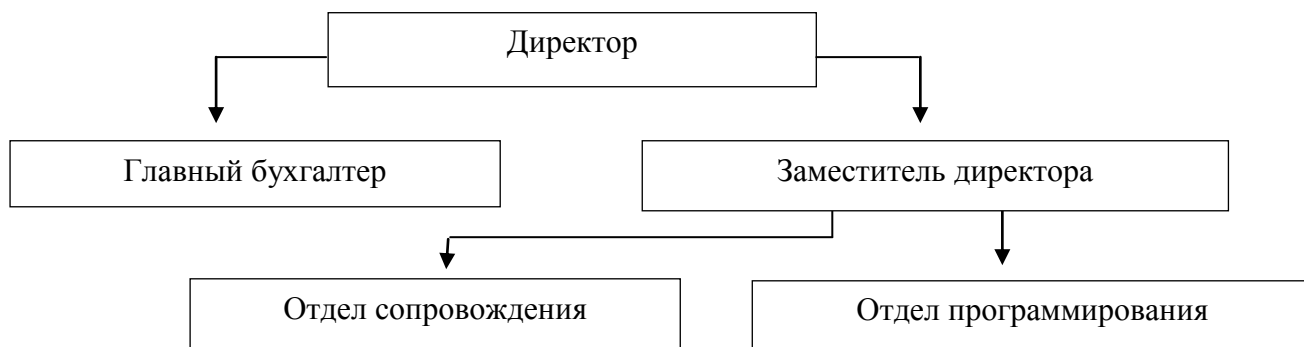 Директор
Главный бухгалтер
Заместитель директора
Отдел сопровождения
Отдел программирования